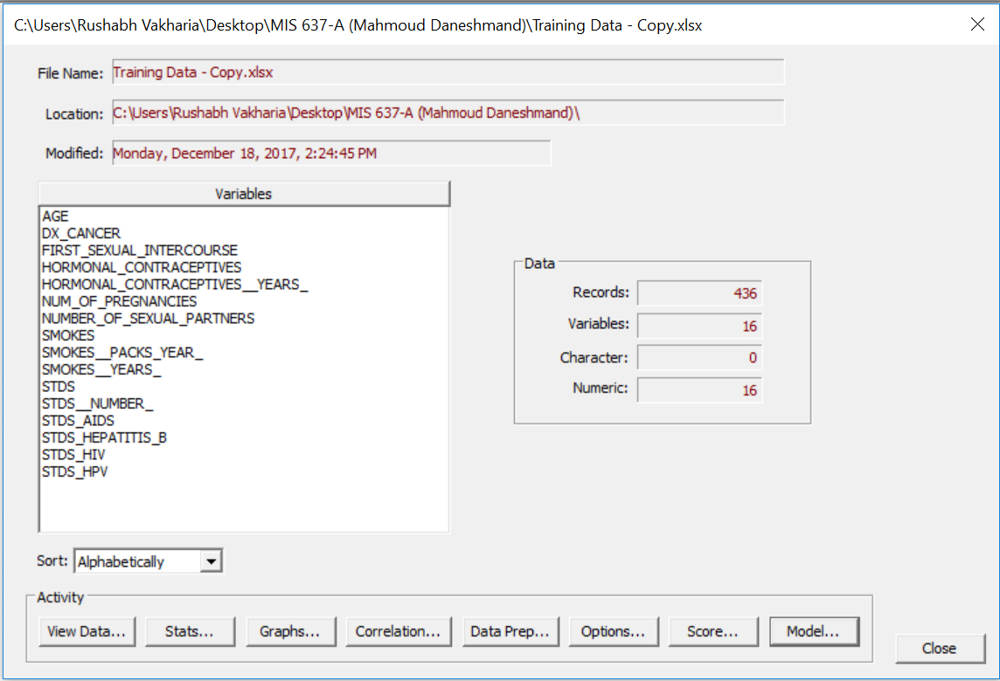 C:\Users\Rushabh Vakharia\Desktop\MIS 637-A (Mahmoud Daneshmand)\Training Data - Copy.xlsx
File Name: Training Data - Copy.xlsx
Location: C:\Users\Rushabh Vakharia\Desktop\MIS 637-A (Mahmoud Daneshmand)\
Modified: Monday, December 18, 2017, 2:24:45 PM
Variables
AGE
DX_CANCER
FIRST_SEXUAL_INTERCOURSE
HORMONAL_CONTRACEPTIVES
HORMONAL_CONTRACEPTIVES__YEARS_
NUM_OF_PREGNANCIES
NUMBER_OF_SEXUAL_PARTNERS
SMOKES
SMOKES__PACKS_YEAR_
SMOKES__YEARS_
STDS
STDS__NUMBER_
STDS_AIDS
STDS_HEPATITIS_B
STDS_HIV
STDS_HPV
Data
Records: 436
Variables: 16
Character: 0
Numeric: 16
Sort: Alphabetically
Activity
View Data... Stats... Graphs... Correlation... Data Prep... Options... Score... Model...
Close